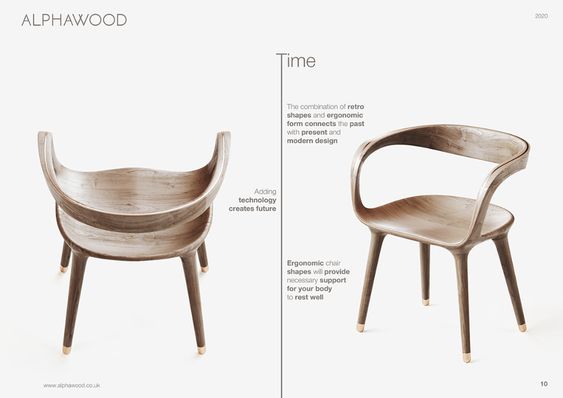 ALPHAWOOD
2020
Time
The combination of retro
shapes and ergonomic
form connects the past
with present and
modern design
Adding
technology
creates future
Ergonomic chair
shapes will provide
necessary support
for your body
to rest well
www.alphawood.co.uk
10